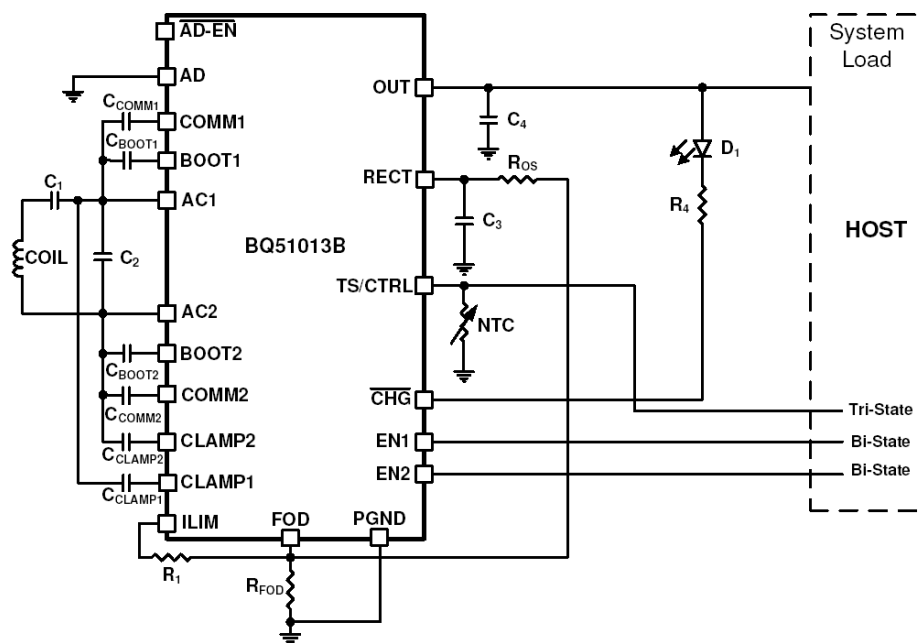 AD-EN
AD
C_COMM1
COMM1
C_BOOT1
BOOT1
C1
AC1
COIL
C2
BQ51013B
AC2
BOOT2
C_BOOT2
COMM2
C_COMM2
CLAMP2
C_CLAMP2
CLAMP1
C_CLAMP1
ILIM
FOD
PGND
R1
R_FOD
OUT
C4
D1
RECT
R_OS
C3
R4
TS/CTRL
NTC
CHG
EN1
EN2
System
Load
HOST
Tri-State
Bi-State
Bi-State